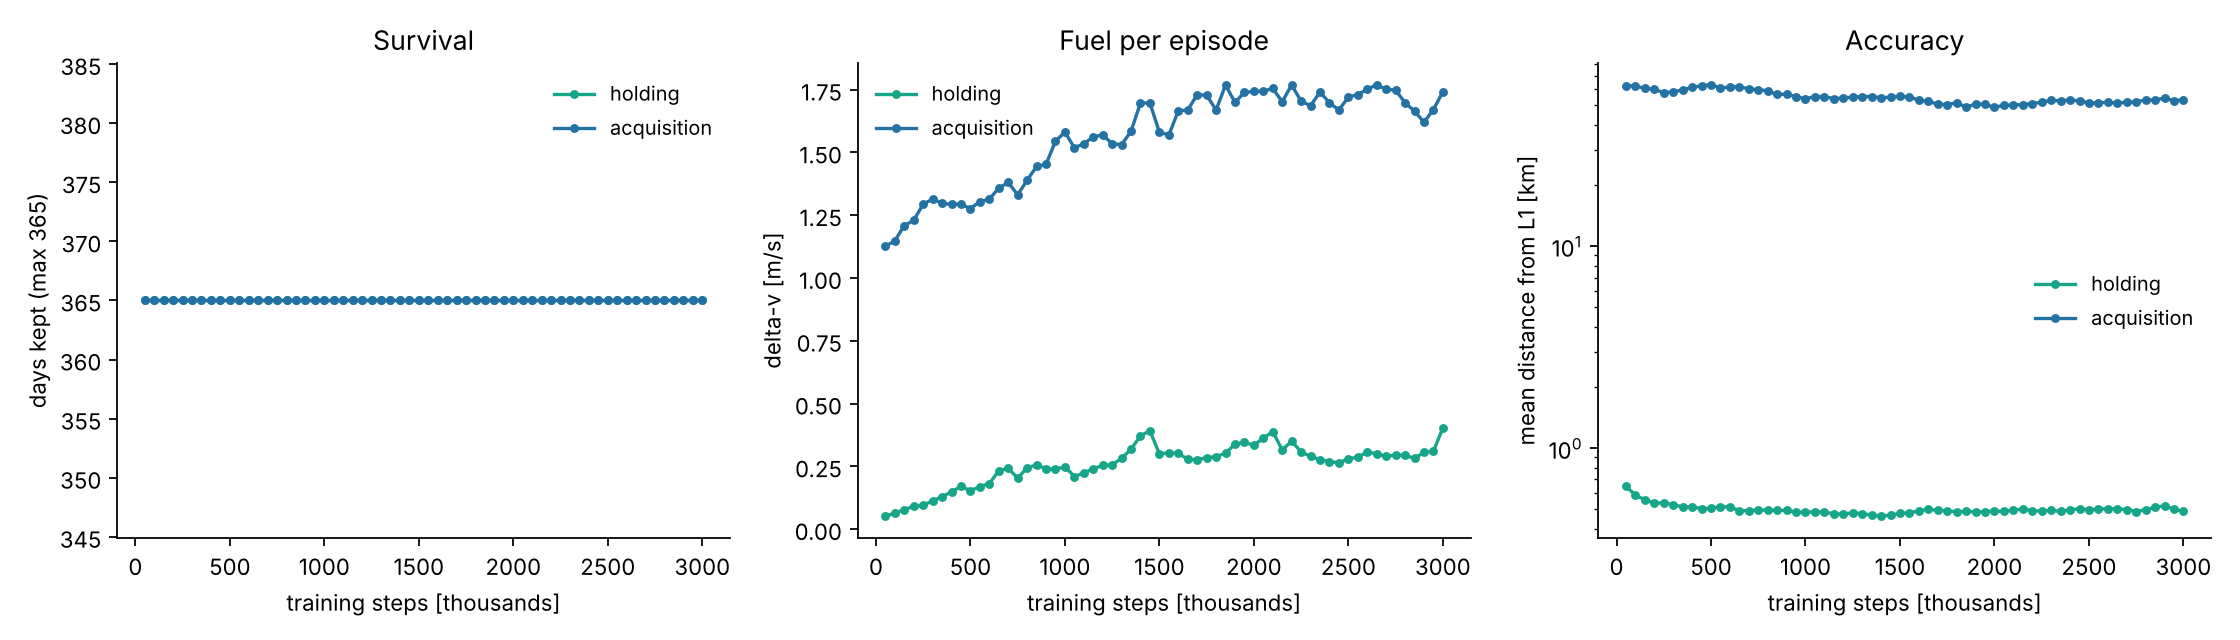 Survival
days kept (max 365)
385
380
375
370
365
360
355
350
345
holding
acquisition
0 500 1000 1500 2000 2500 3000
training steps [thousands]
Fuel per episode
delta-v [m/s]
1.75
1.50
1.25
1.00
0.75
0.50
0.25
0.00
holding
acquisition
0 500 1000 1500 2000 2500 3000
training steps [thousands]
Accuracy
mean distance from L1 [km]
10¹
10⁰
holding
acquisition
0 500 1000 1500 2000 2500 3000
training steps [thousands]